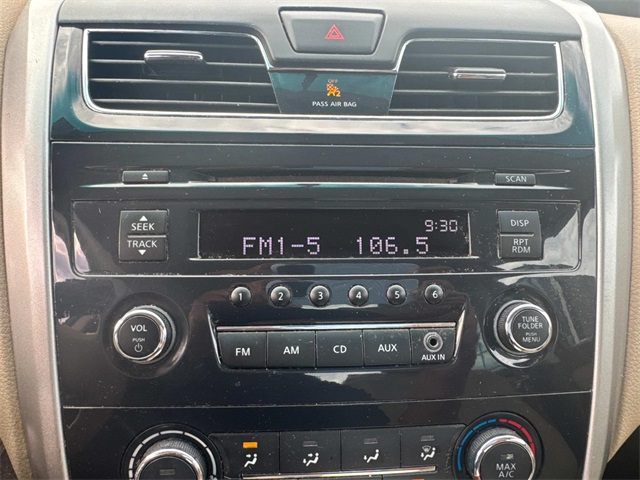 OFF
PASS AIR BAG
SCAN
SEEK
TRACK
9:30
FM1-5 106.5
DISP
RPT
RDM
1 2 3 4 5 6
VOL
PUSH
FM AM CD AUX
AUX IN
TUNE
FOLDER
PUSH
MENU
MAX
A/C